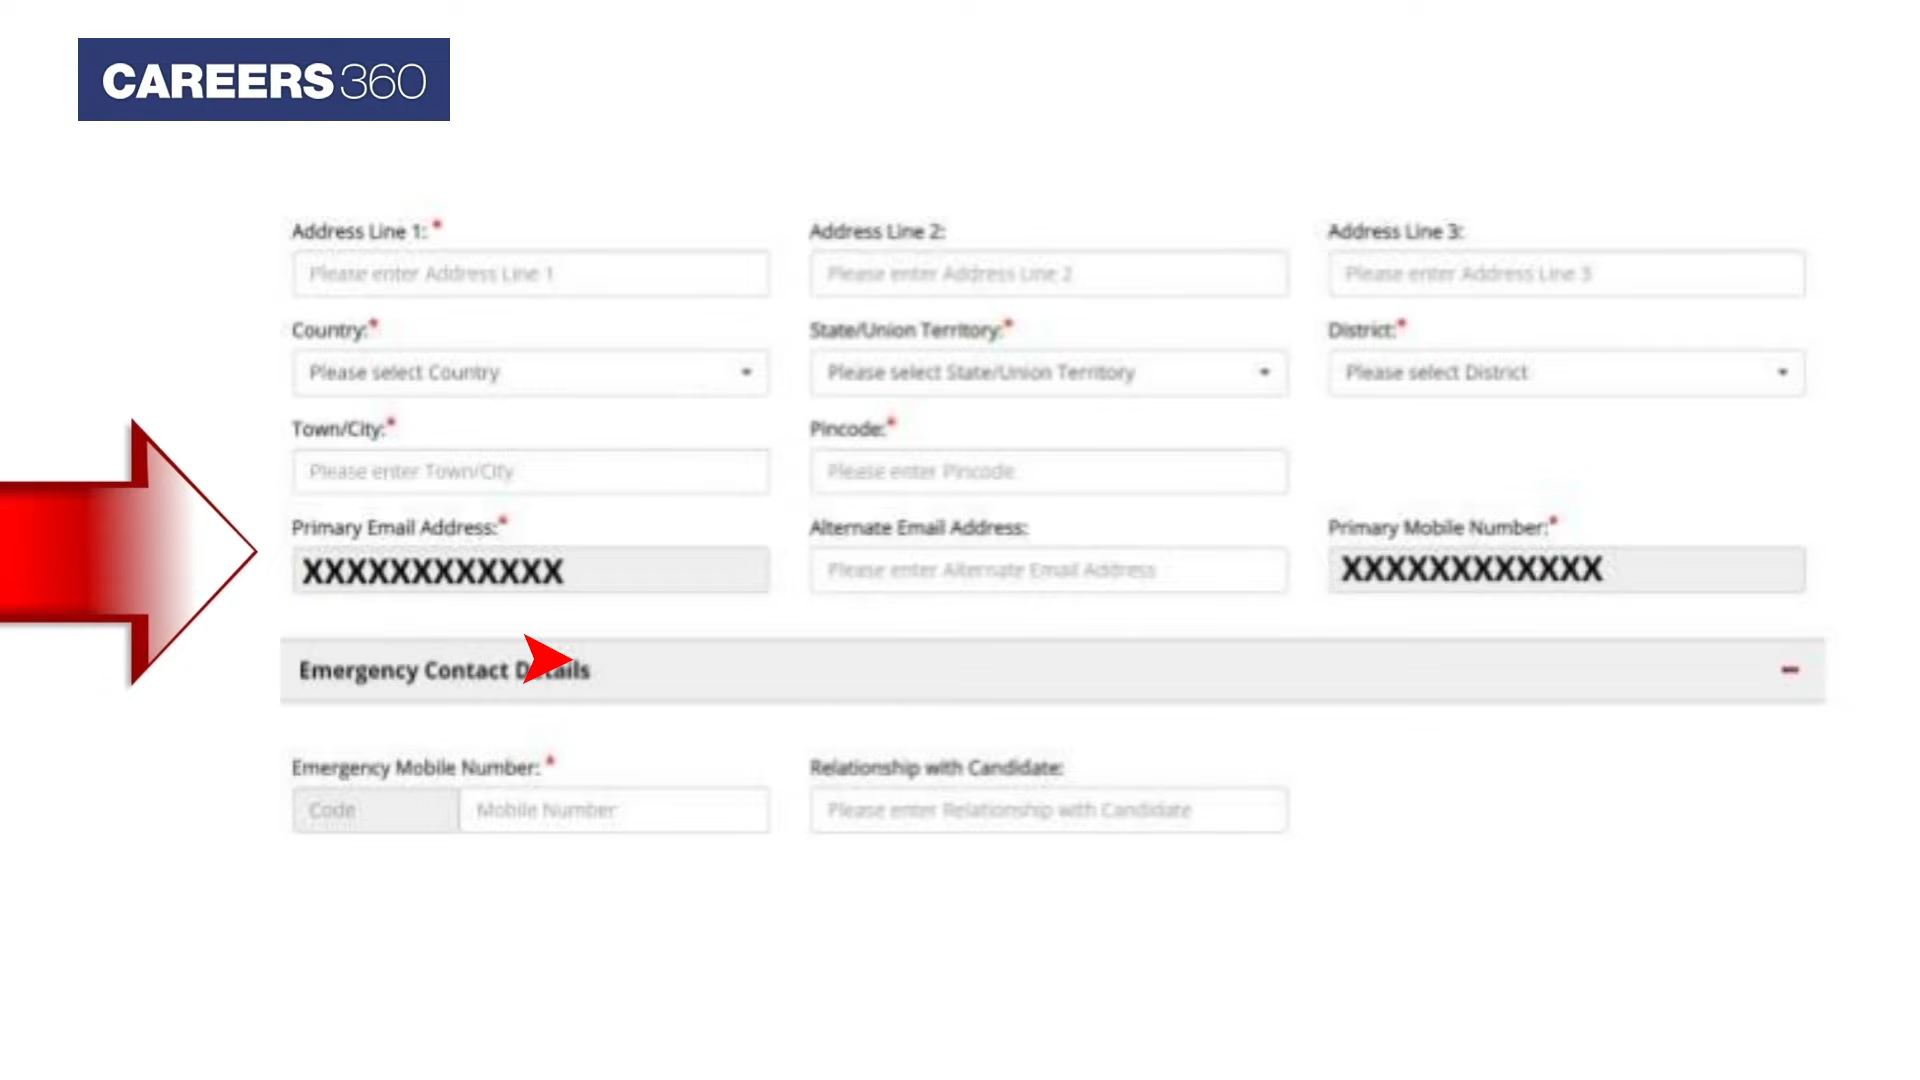 CAREERS360
Address Line 1: *
Address Line 2:
Address Line 3:
Please enter Address Line 1
Please enter Address Line 2
Please enter Address Line 3
Country:*
State/Union Territory:*
District:*
Please select Country
Please select State/Union Territory
Please select District
Town/City:*
Pincode:*
Please enter Town/City
Please enter Pincode
Primary Email Address:*
Alternate Email Address:
Primary Mobile Number:*
XXXXXXXXXXXX
Please enter Alternate Email Address
XXXXXXXXXXXX
Emergency Contact Details
Emergency Mobile Number: *
Relationship with Candidate:
Code
Mobile Number
Please enter Relationship with Candidate